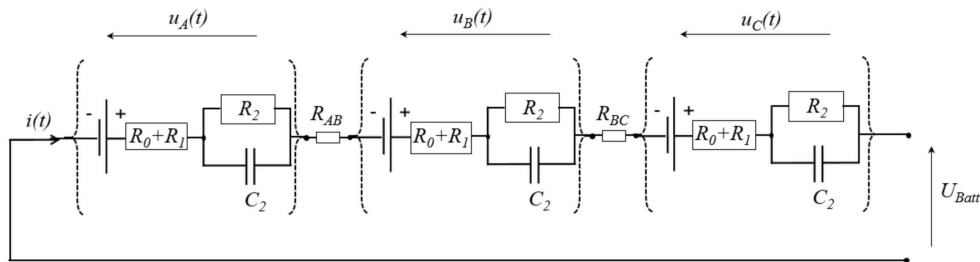 u_A(t) u_B(t) u_C(t)
i(t) - + R_0+R_1 R_2 C_2 R_AB - + R_0+R_1 R_2 C_2 R_BC - + R_0+R_1 R_2 C_2
U_Batt